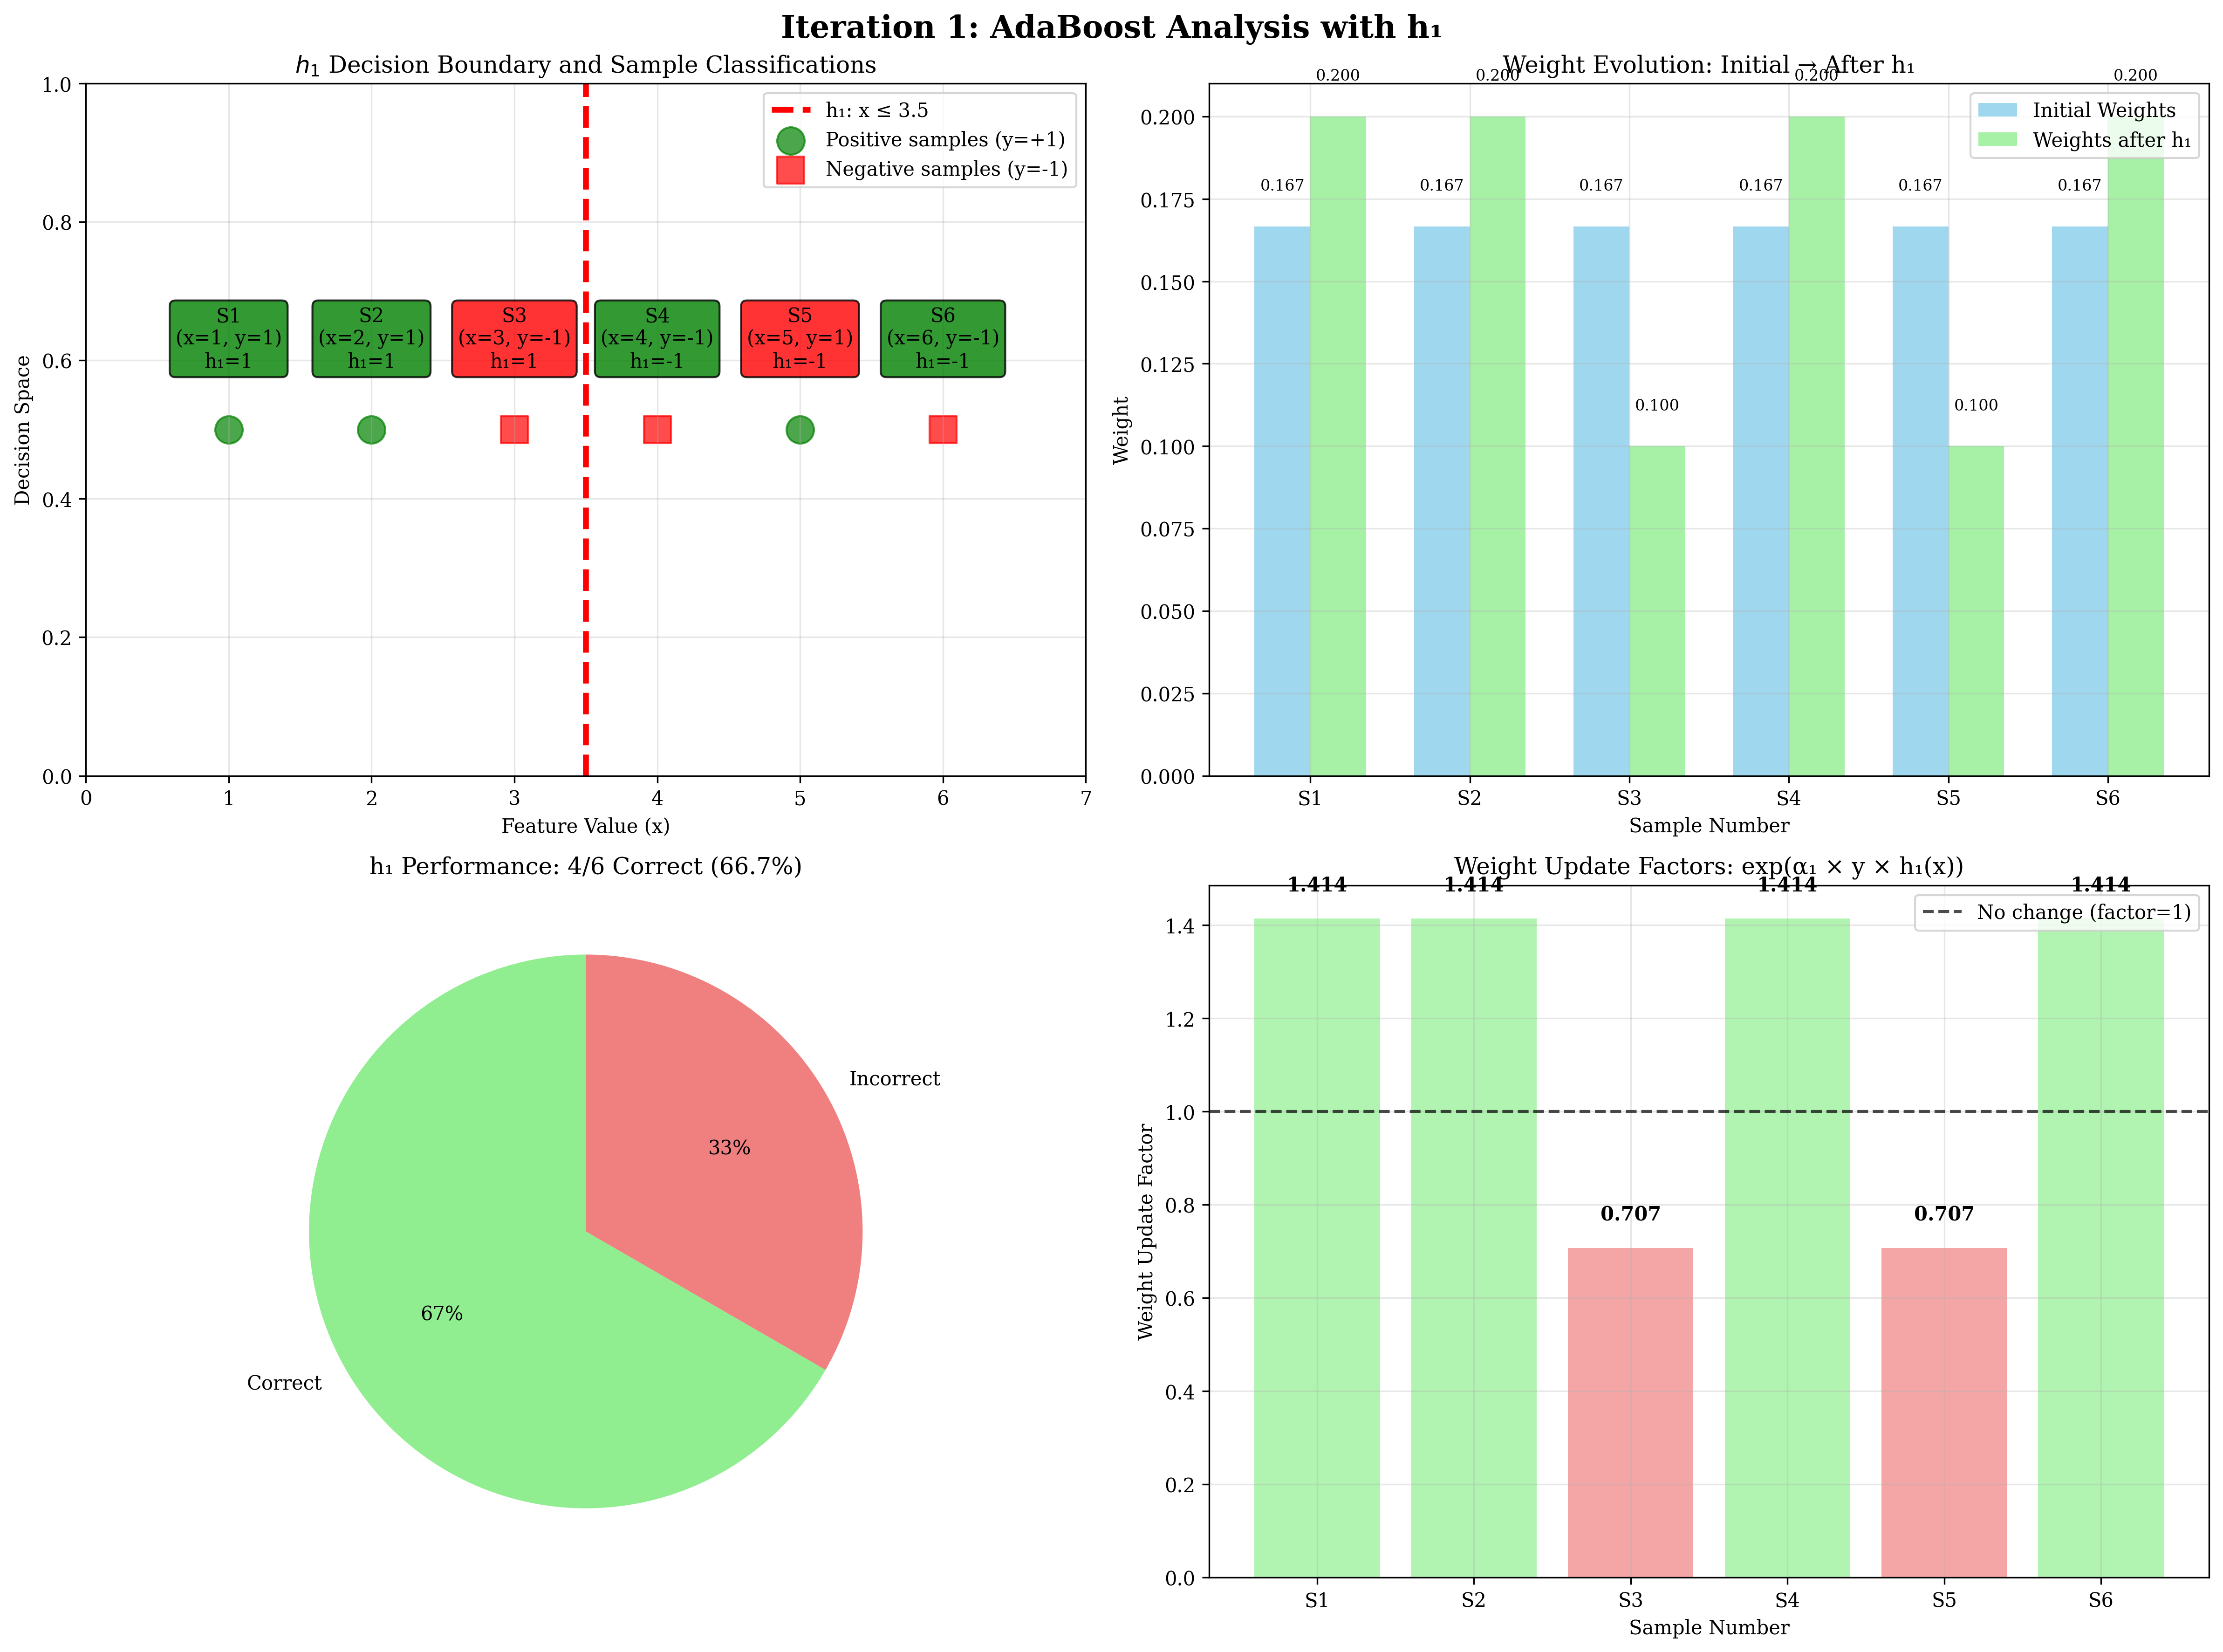 Iteration 1: AdaBoost Analysis with h₁
h₁ Decision Boundary and Sample Classifications
h₁: x ≤ 3.5
Positive samples (y=+1)
Negative samples (y=-1)
S1
(x=1, y=1)
h₁=1
S2
(x=2, y=1)
h₁=1
S3
(x=3, y=-1)
h₁=1
S4
(x=4, y=-1)
h₁=-1
S5
(x=5, y=1)
h₁=-1
S6
(x=6, y=-1)
h₁=-1
Decision Space
1.0
0.8
0.6
0.4
0.2
0.0
0 1 2 3 4 5 6 7
Feature Value (x)
Weight Evolution: Initial → After h₁
Initial Weights
Weights after h₁
0.200 0.200 0.200 0.200
0.167 0.167 0.167 0.167 0.167 0.167
0.100 0.100
Weight
0.200
0.175
0.150
0.125
0.100
0.075
0.050
0.025
0.000
S1 S2 S3 S4 S5 S6
Sample Number
h₁ Performance: 4/6 Correct (66.7%)
Incorrect
33%
67%
Correct
Weight Update Factors: exp(α₁ × y × h₁(x))
1.414 1.414 1.414 1.414
No change (factor=1)
0.707 0.707
Weight Update Factor
1.4
1.2
1.0
0.8
0.6
0.4
0.2
0.0
S1 S2 S3 S4 S5 S6
Sample Number